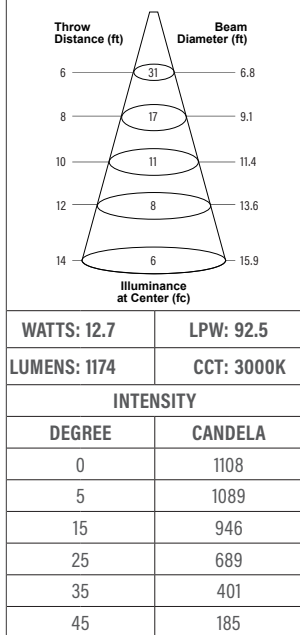 Throw Beam
Distance (ft) Diameter (ft)
6 31 6.8
8 17 9.1
10 11 11.4
12 8 13.6
14 6 15.9
Illuminance
at Center (fc)
WATTS: 12.7 LPW: 92.5
LUMENS: 1174 CCT: 3000K
INTENSITY
DEGREE CANDELA
0 1108
5 1089
15 946
25 689
35 401
45 185